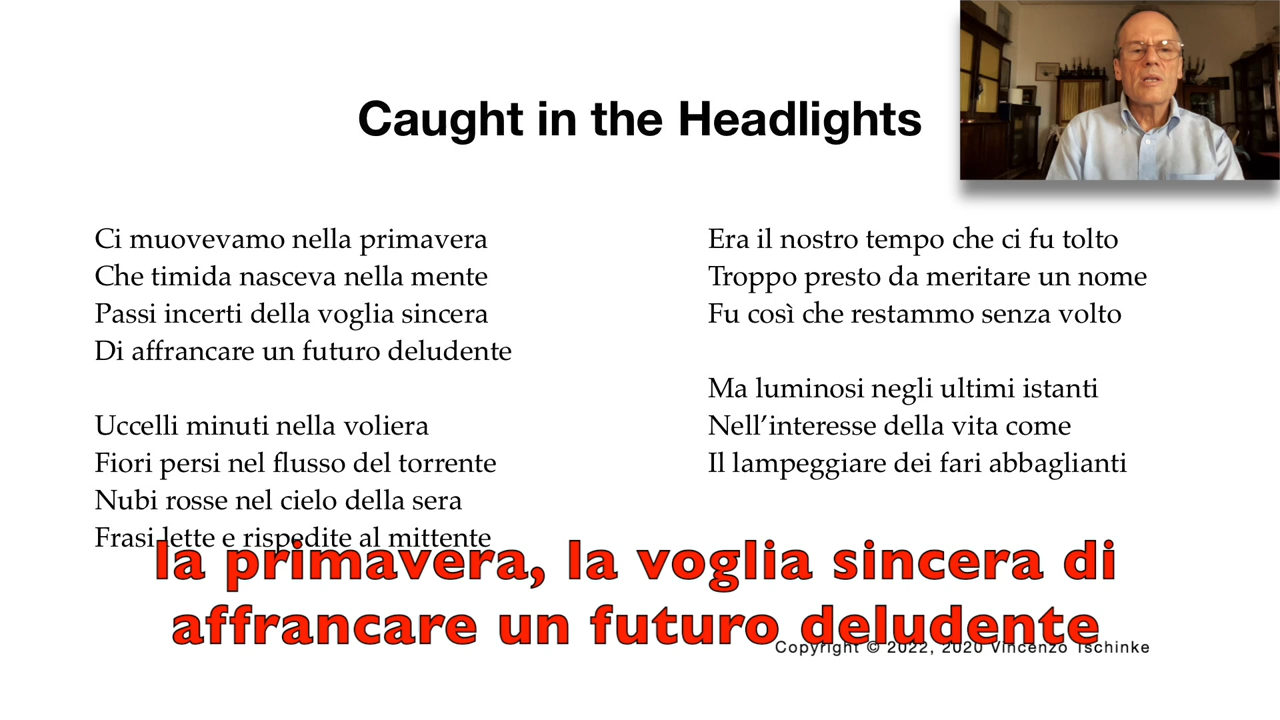 Caught in the Headlights
Ci muovevamo nella primavera
Che timida nasceva nella mente
Passi incerti della voglia sincera
Di affrancare un futuro deludente
Uccelli minuti nella voliera
Fiori persi nel flusso del torrente
Nubi rosse nel cielo della sera
Frasi lette e rispedite al mittente
Era il nostro tempo che ci fu tolto
Troppo presto da meritare un nome
Fu così che restammo senza volto
Ma luminosi negli ultimi istanti
Nell’interesse della vita come
Il lampeggiare dei fari abbaglianti
la primavera, la voglia sincera di
affrancare un futuro deludente
Copyright © 2022, 2020 Vincenzo Tschinke